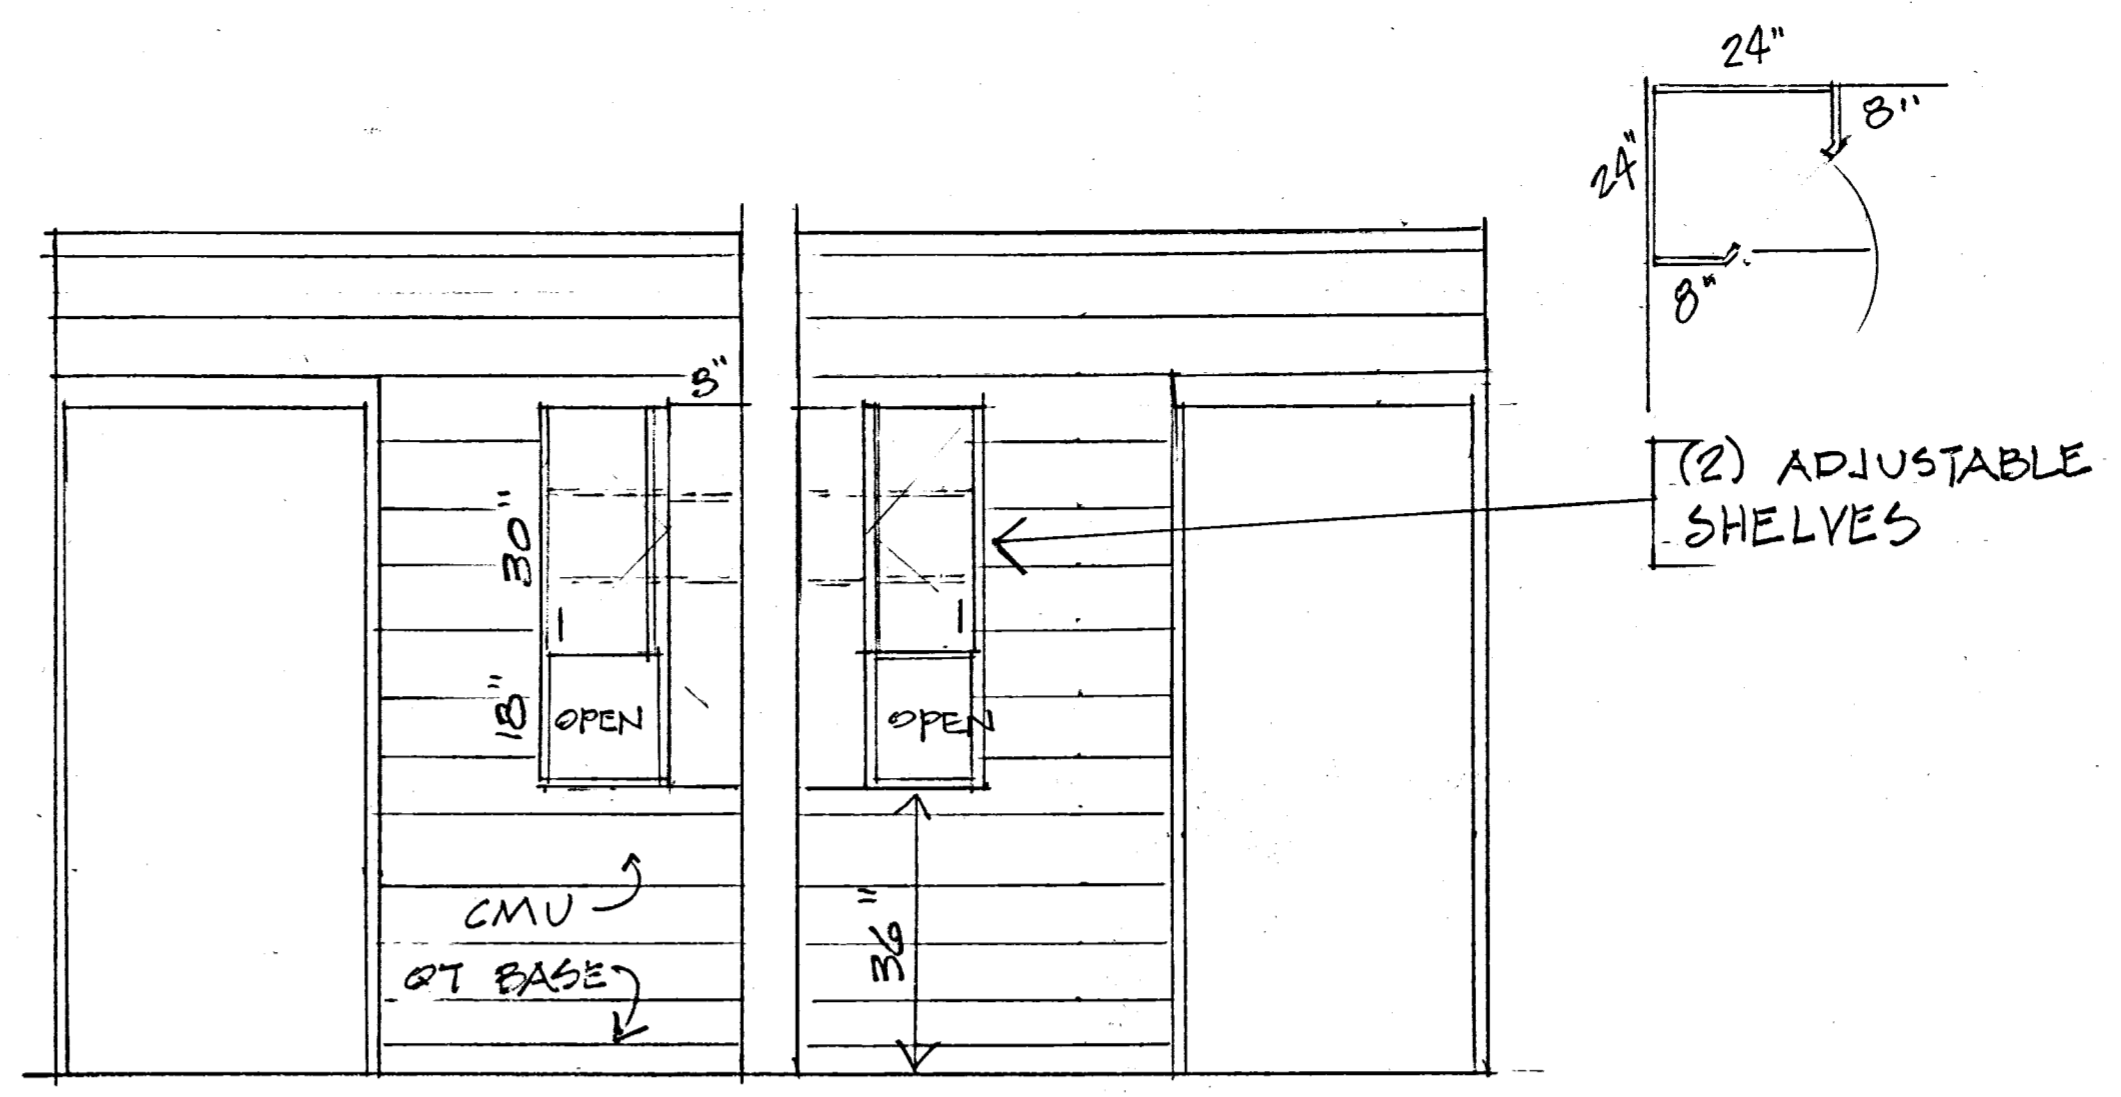 24"
8"
24"
8"
8"
(2) ADJUSTABLE
SHELVES
30"
18"
OPEN
OPEN
CMU
36"
QT BASE